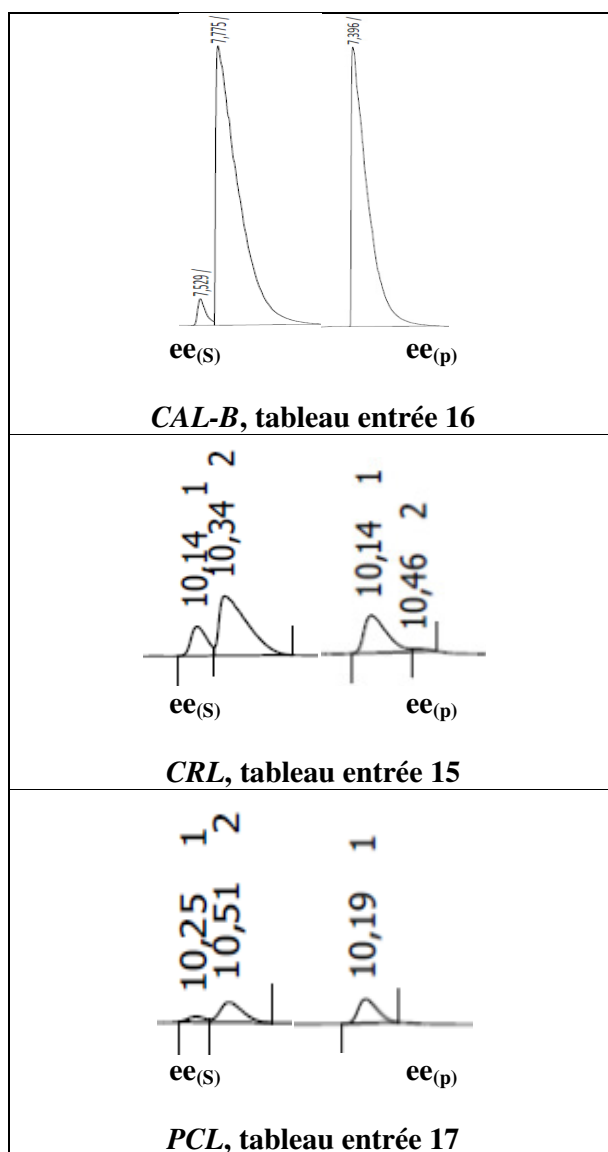 7,775 /
7,396 /
7,529 /
ee(S) ee(p)
CAL-B, tableau entrée 16
10,14 1
10,34 2
10,14 1
10,46 2
ee(S) ee(p)
CRL, tableau entrée 15
10,25 1
10,51 2
10,19 1
ee(S) ee(p)
PCL, tableau entrée 17